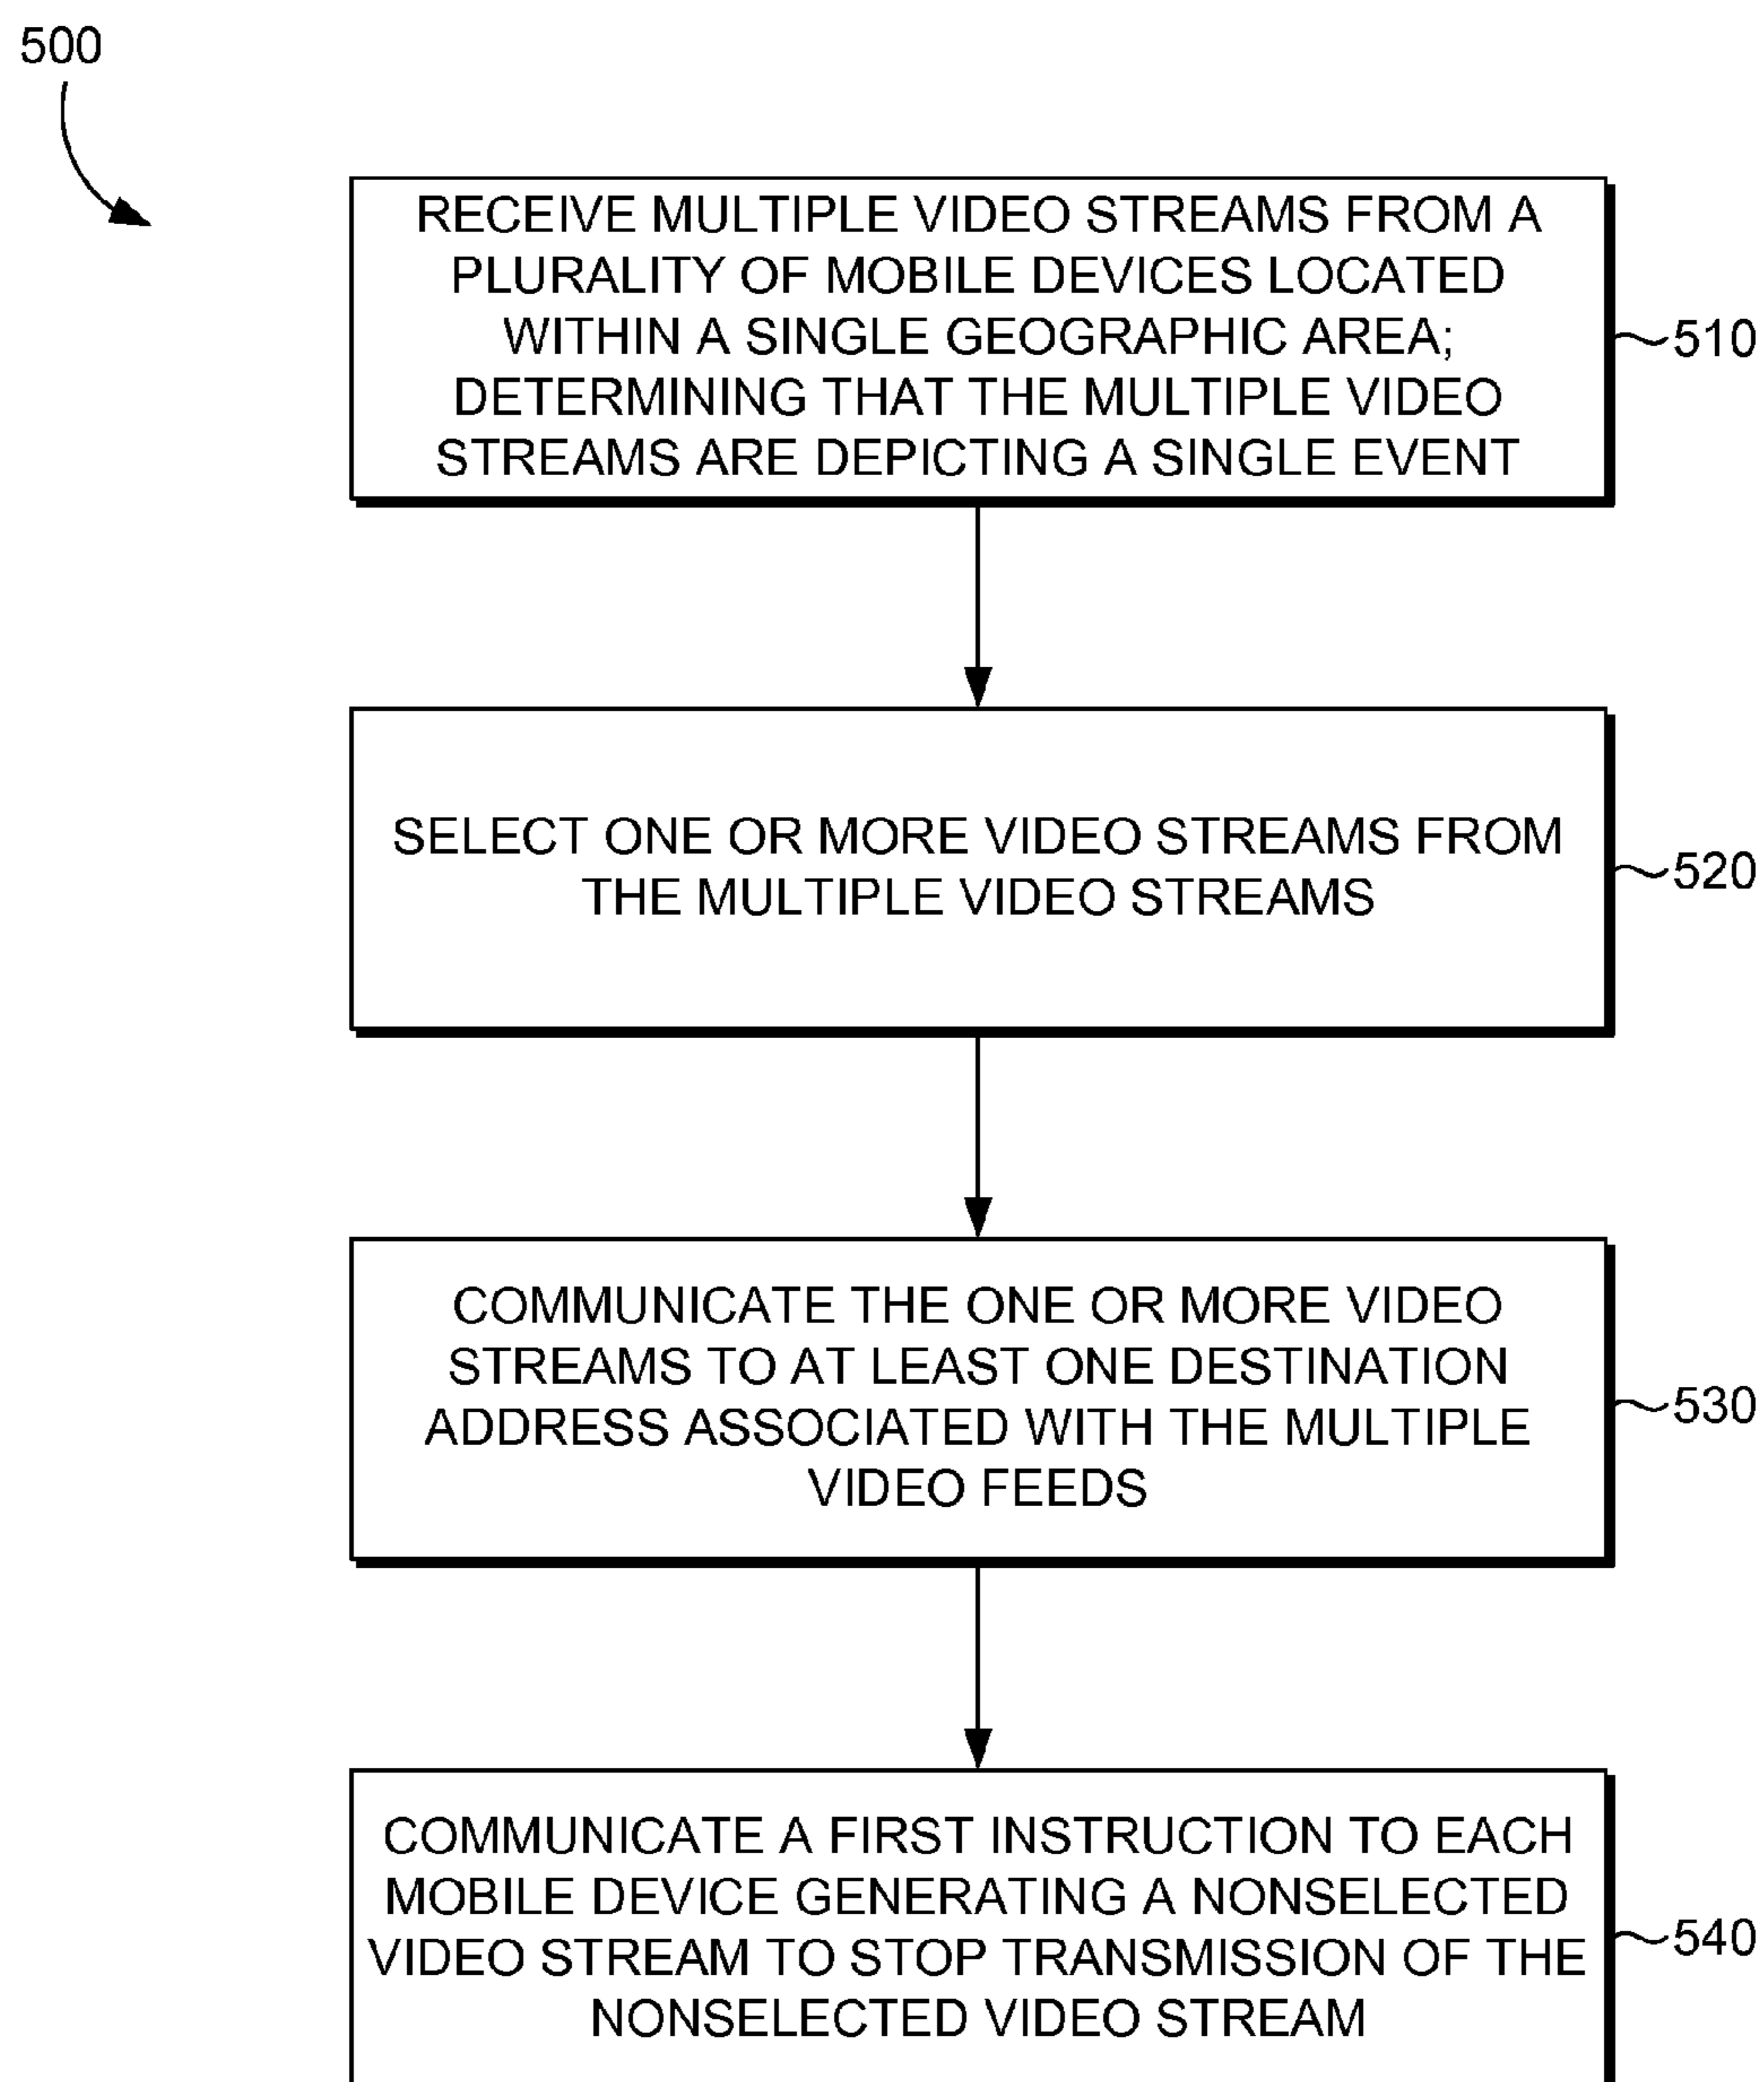 500
RECEIVE MULTIPLE VIDEO STREAMS FROM A
PLURALITY OF MOBILE DEVICES LOCATED
WITHIN A SINGLE GEOGRAPHIC AREA;
DETERMINING THAT THE MULTIPLE VIDEO
STREAMS ARE DEPICTING A SINGLE EVENT
510
SELECT ONE OR MORE VIDEO STREAMS FROM
THE MULTIPLE VIDEO STREAMS
520
COMMUNICATE THE ONE OR MORE VIDEO
STREAMS TO AT LEAST ONE DESTINATION
ADDRESS ASSOCIATED WITH THE MULTIPLE
VIDEO FEEDS
530
COMMUNICATE A FIRST INSTRUCTION TO EACH
MOBILE DEVICE GENERATING A NONSELECTED
VIDEO STREAM TO STOP TRANSMISSION OF THE
NONSELECTED VIDEO STREAM
540